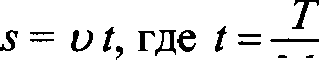 s = υ t, где t = T